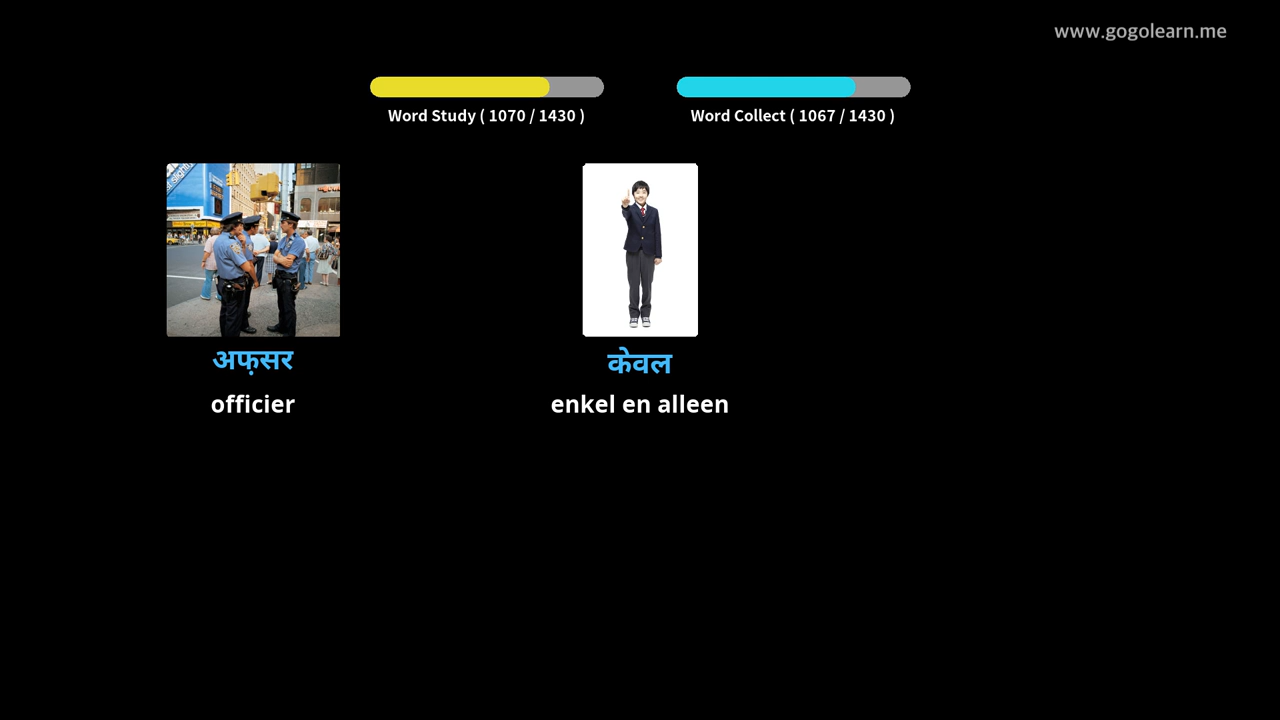 www.gogolearn.me
Word Study ( 1070 / 1430 )
Word Collect ( 1067 / 1430 )
अफ़सर
officier
केवल
enkel en alleen